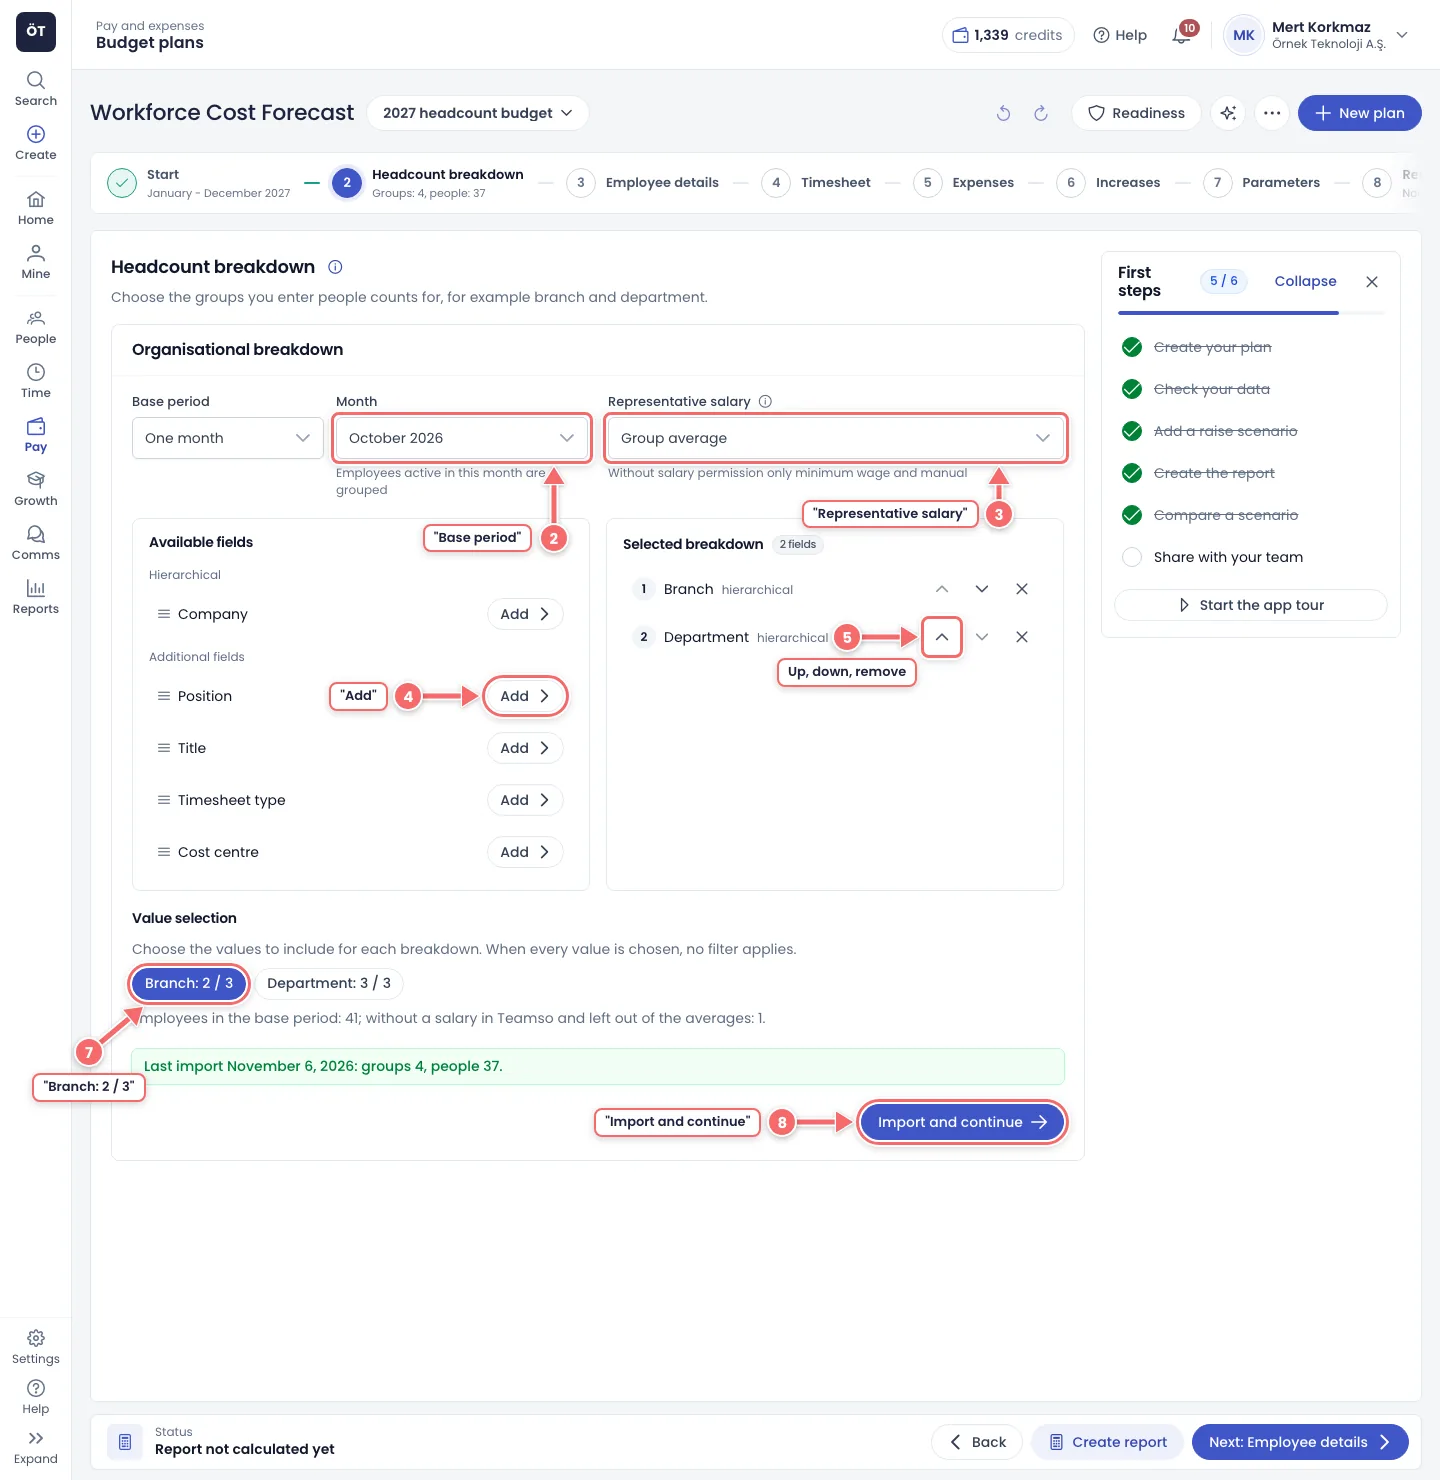 ÖT
Search
Create
Home
Mine
People
Time
Pay
Growth
Comms
Reports
Settings
Help
Expand
Pay and expenses
Budget plans
1,339 credits
Help
10
MK
Mert Korkmaz
Örnek Teknoloji A.Ş.
Workforce Cost Forecast
2027 headcount budget
Readiness
New plan
Start
January - December 2027
2
Headcount breakdown
Groups: 4, people: 37
3
Employee details
4
Timesheet
5
Expenses
6
Increases
7
Parameters
8
Headcount breakdown
Choose the groups you enter people counts for, for example branch and department.
Organisational breakdown
Base period
Month
Representative salary
One month
October 2026
Group average
Employees active in this month are
grouped
Without salary permission only minimum wage and manual
"Base period"
2
"Representative salary"
3
Available fields
Hierarchical
Company
Add
Additional fields
Position
"Add"
4
Add
Title
Add
Timesheet type
Add
Cost centre
Add
Selected breakdown
2 fields
1
Branch hierarchical
2
Department hierarchical
5
Up, down, remove
Value selection
Choose the values to include for each breakdown. When every value is chosen, no filter applies.
Branch: 2 / 3
Department: 3 / 3
mployees in the base period: 41; without a salary in Teamso and left out of the averages: 1.
7
"Branch: 2 / 3"
Last import November 6, 2026: groups 4, people 37.
"Import and continue"
8
Import and continue
First
steps
5 / 6
Collapse
Create your plan
Check your data
Add a raise scenario
Create the report
Compare a scenario
Share with your team
Start the app tour
Status
Report not calculated yet
Back
Create report
Next: Employee details